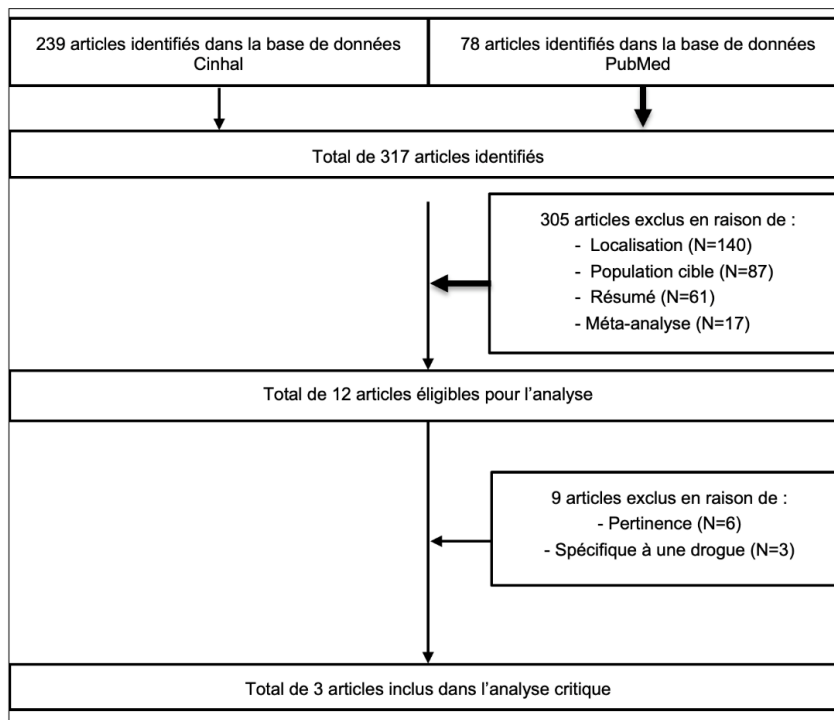 239 articles identifiés dans la base de données
Cinhal
78 articles identifiés dans la base de données
PubMed
Total de 317 articles identifiés
305 articles exclus en raison de :
- Localisation (N=140)
- Population cible (N=87)
- Résumé (N=61)
- Méta-analyse (N=17)
Total de 12 articles éligibles pour l’analyse
9 articles exclus en raison de :
- Pertinence (N=6)
- Spécifique à une drogue (N=3)
Total de 3 articles inclus dans l’analyse critique